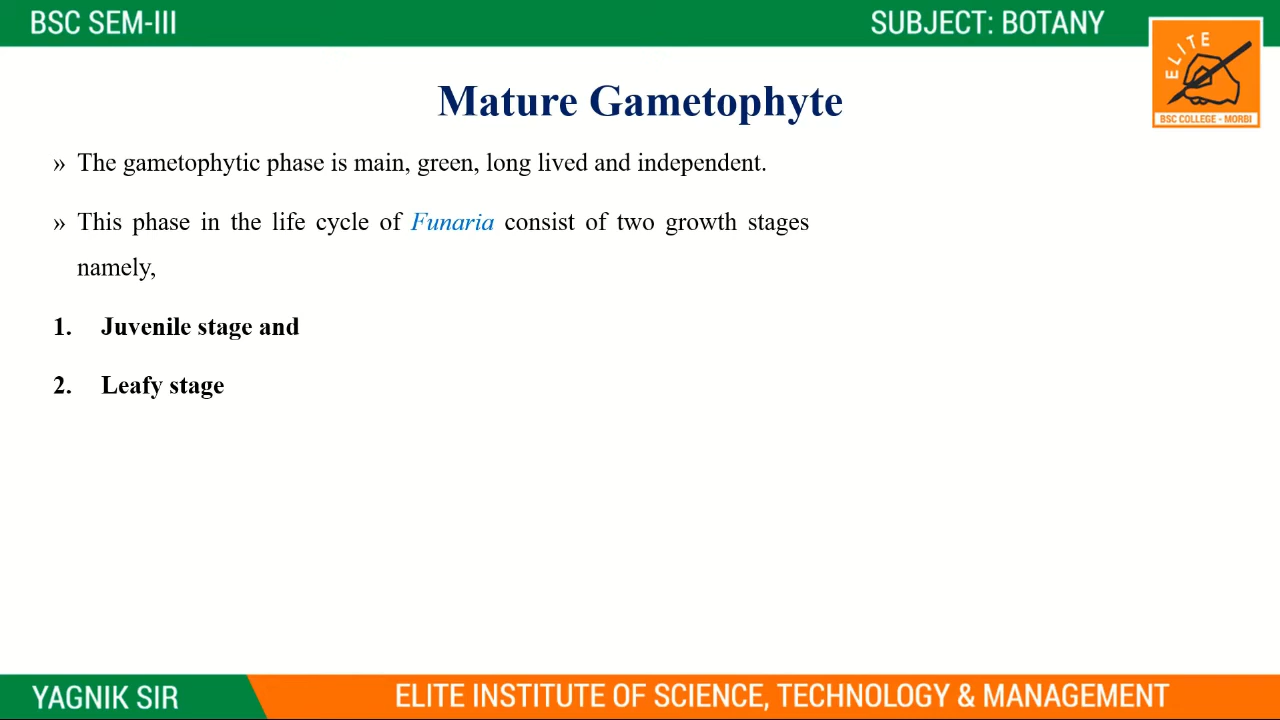 BSC SEM-III
SUBJECT: BOTANY
ELITE
BSC COLLEGE - MORBI
Mature Gametophyte
» The gametophytic phase is main, green, long lived and independent.
» This phase in the life cycle of Funaria consist of two growth stages
namely,
1. Juvenile stage and
2. Leafy stage
YAGNIK SIR
ELITE INSTITUTE OF SCIENCE, TECHNOLOGY & MANAGEMENT